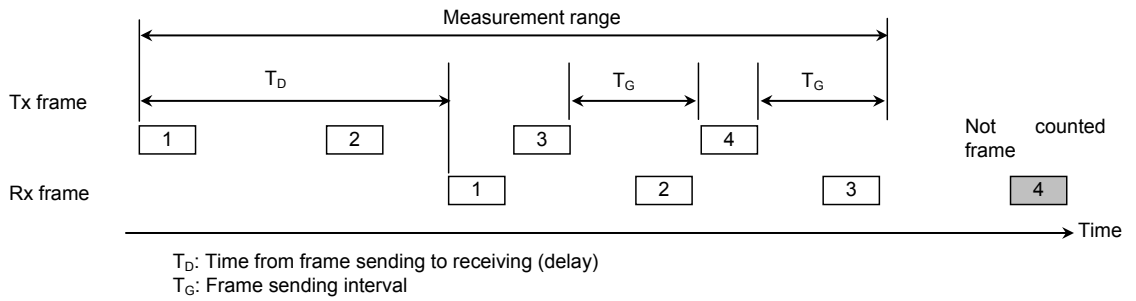 Measurement range
T_D
T_G
T_G
Tx frame
1
2
3
4
Not counted
frame
Rx frame
1
2
3
4
Time
T_D: Time from frame sending to receiving (delay)
T_G: Frame sending interval